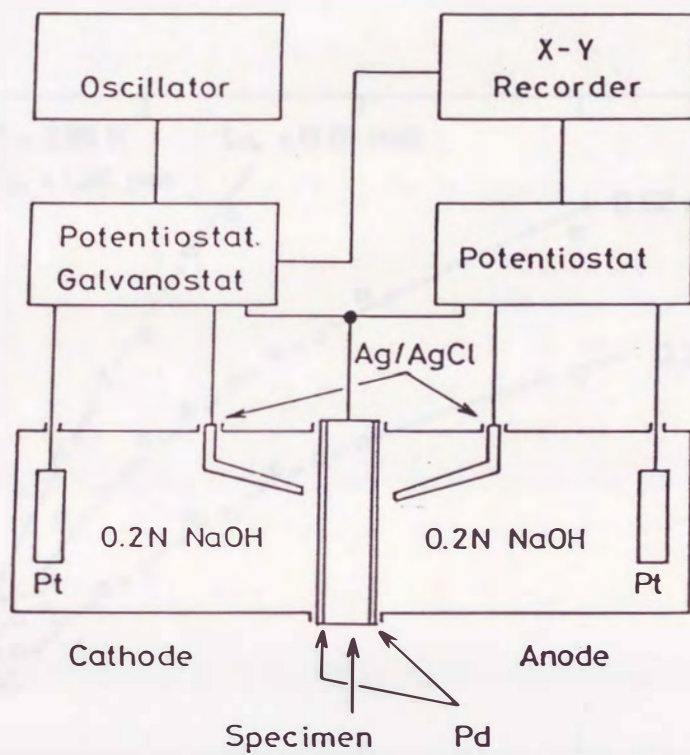 Oscillator
X-Y
Recorder
Potentiostat.
Galvanostat
Potentiostat
Ag/AgCl
0.2N NaOH
0.2N NaOH
Pt
Pt
Cathode
Anode
Specimen
Pd